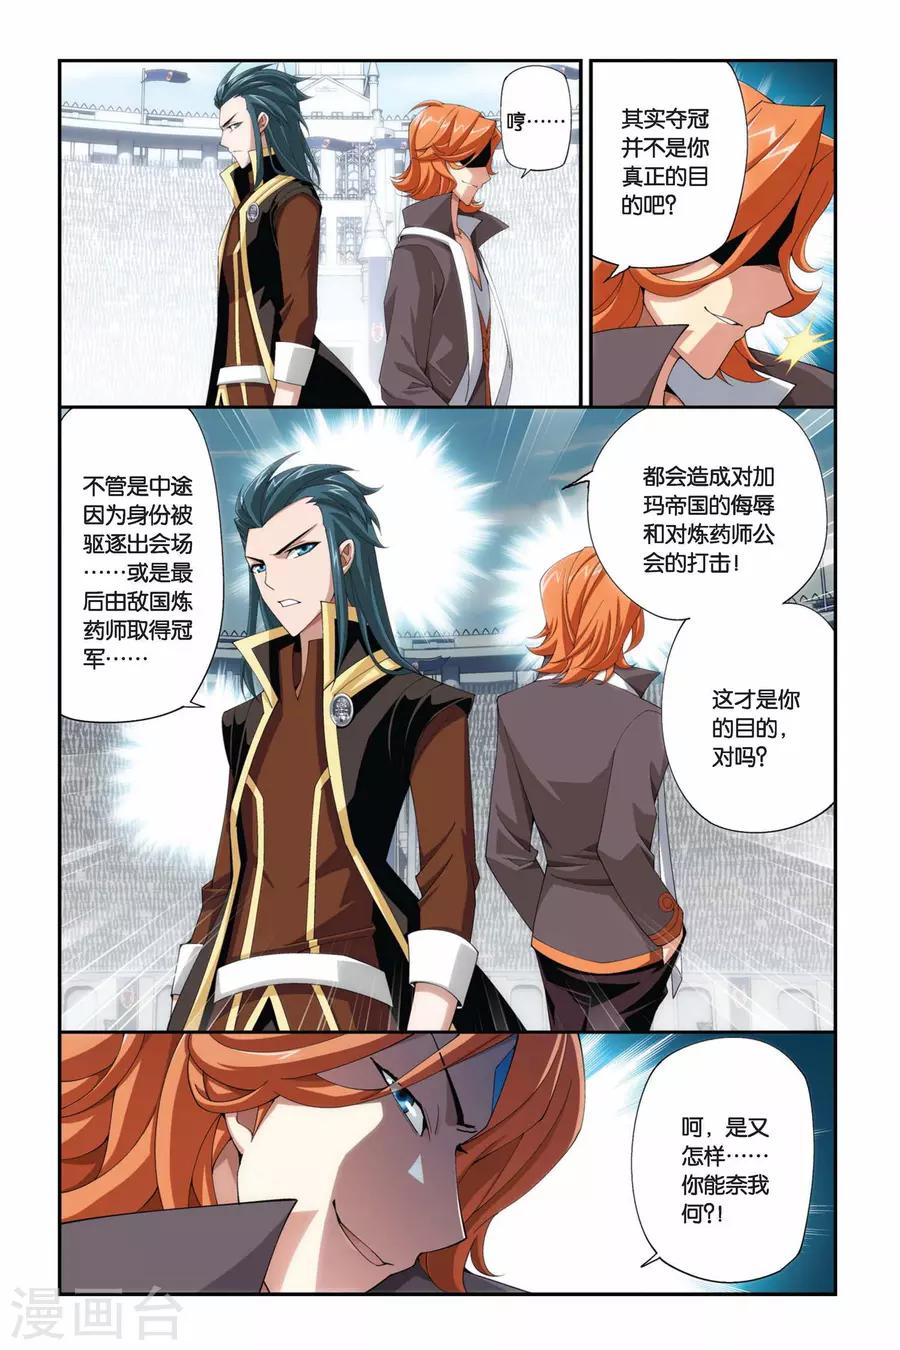 哼……
其实夺冠
并不是你
真正的目
的吧？
不管是中途
因为身份被
驱逐出会场
……或是最
后由敌国炼
药师取得冠
军……
都会造成对加
玛帝国的侮辱
和对炼药师公
会的打击！
这才是你
的目的，
对吗？
呵，是又
怎样……
你能奈我
何？！
漫画台